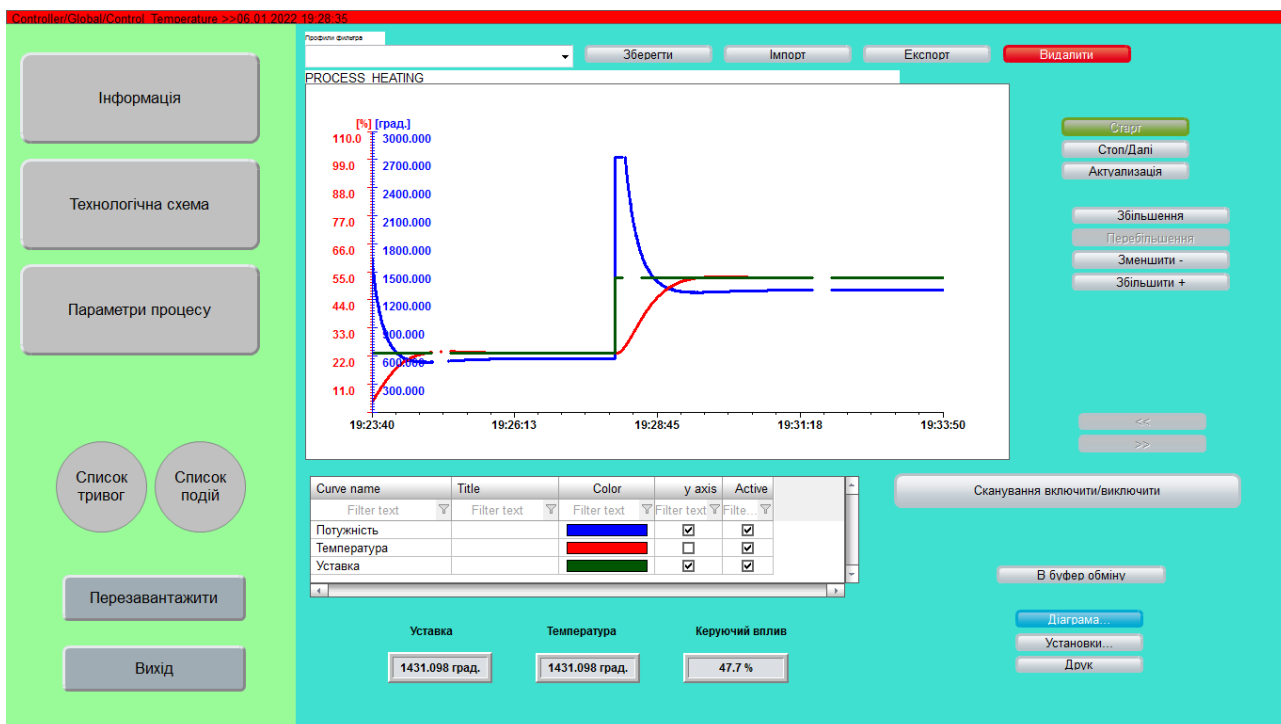 Controller/Global/Control_Temperature >>06.01.2022 19:28:35
Профили фильтра
Зберегти Імпорт Експорт Видалити
PROCESS_HEATING
Інформація
Технологічна схема
Параметри процесу
Список тривог
Список подій
Перезавантажити
Вихід
[%] [град.]
110.0 3000.000
99.0 2700.000
88.0 2400.000
77.0 2100.000
66.0 1800.000
55.0 1500.000
44.0 1200.000
33.0 900.000
22.0 600.000
11.0 300.000
19:23:40 19:26:13 19:28:45 19:31:18 19:33:50
Старт
Стоп/Далі
Актуализація
Збільшення
Перебільшення
Зменшити -
Збільшити +
<<
>>
Сканування включити/виключити
Curve name Title Color y axis Active
Filter text Filter text Filter text Filter text Filte...
Потужність
Температура
Уставка
В буфер обміну
Діаграма...
Установки...
Друк
Уставка Температура Керуючий вплив
1431.098 град. 1431.098 град. 47.7 %